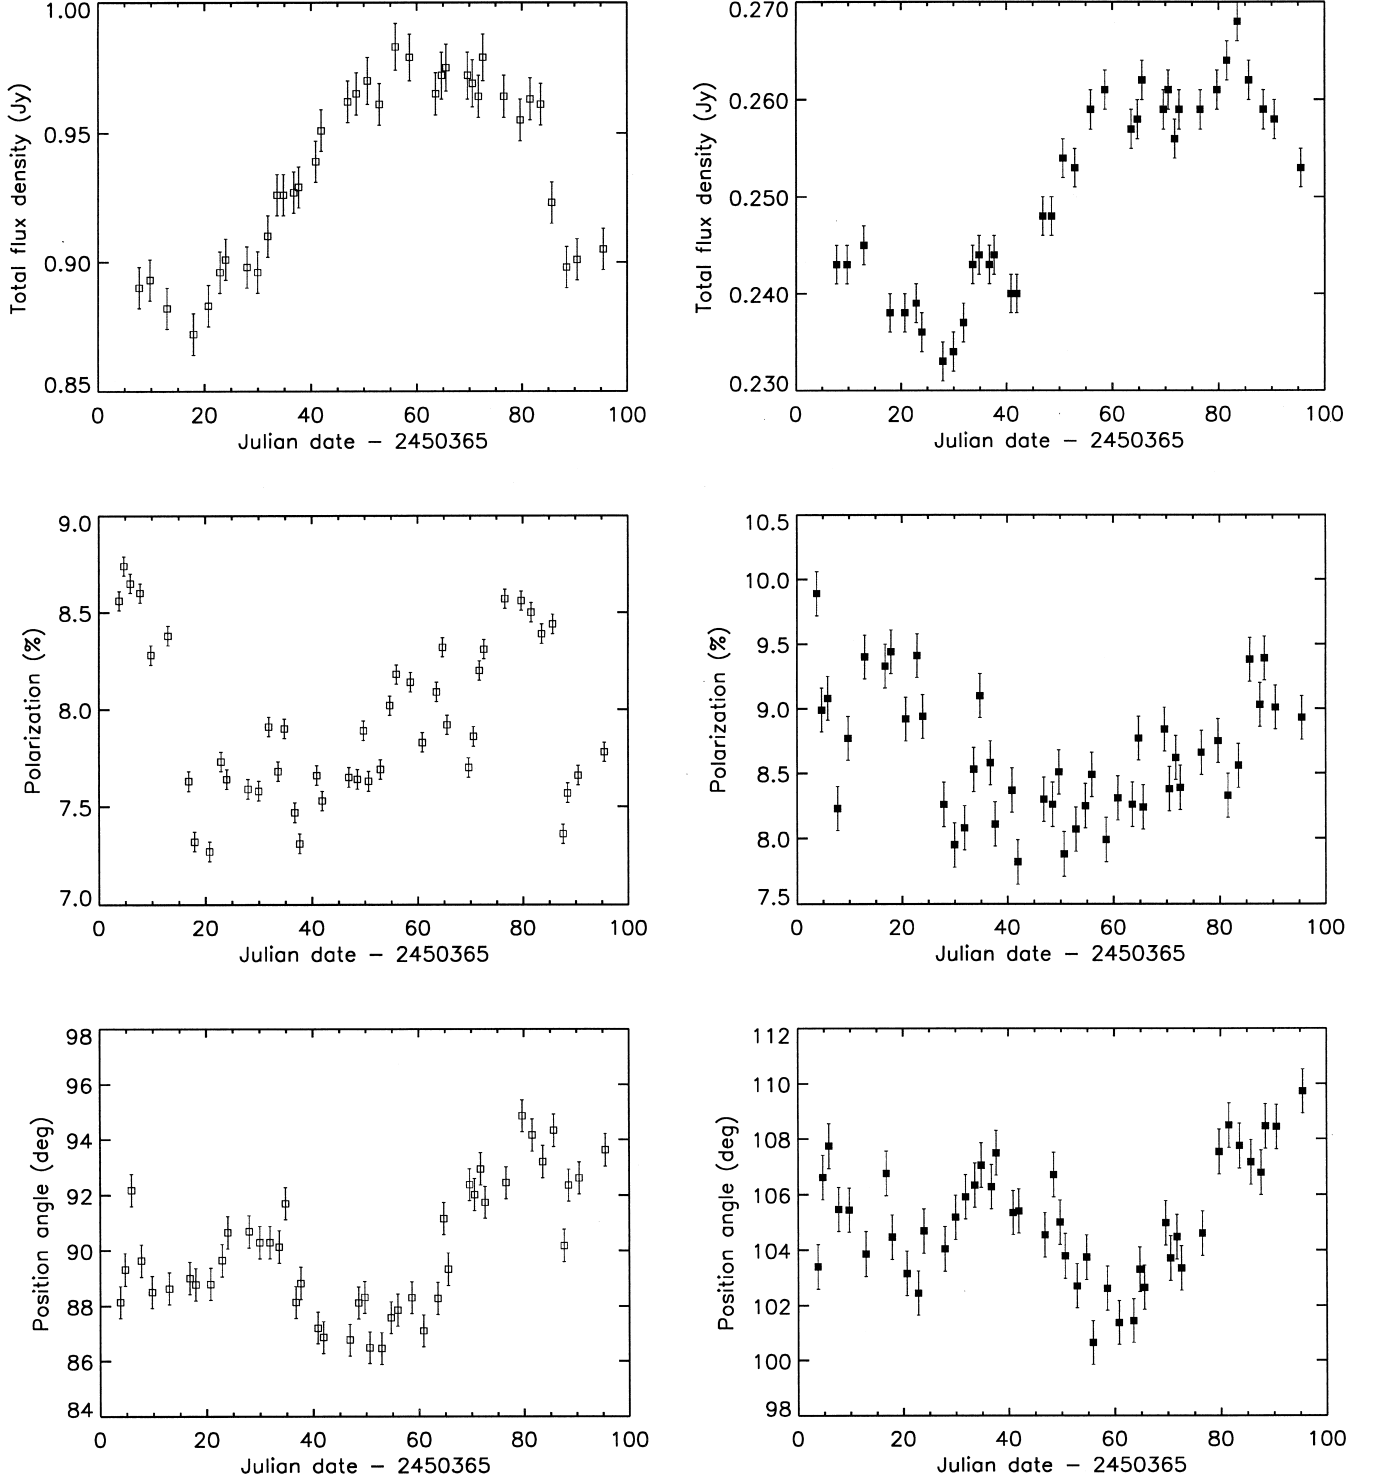 Total flux density (Jy)
1.00
0.95
0.90
0.85
0 20 40 60 80 100
Julian date – 2450365
Total flux density (Jy)
0.270
0.260
0.250
0.240
0.230
0 20 40 60 80 100
Julian date – 2450365
Polarization (%)
9.0
8.5
8.0
7.5
7.0
0 20 40 60 80 100
Julian date – 2450365
Polarization (%)
10.5
10.0
9.5
9.0
8.5
8.0
7.5
0 20 40 60 80 100
Julian date – 2450365
Position angle (deg)
98
96
94
92
90
88
86
84
0 20 40 60 80 100
Julian date – 2450365
Position angle (deg)
112
110
108
106
104
102
100
98
0 20 40 60 80 100
Julian date – 2450365